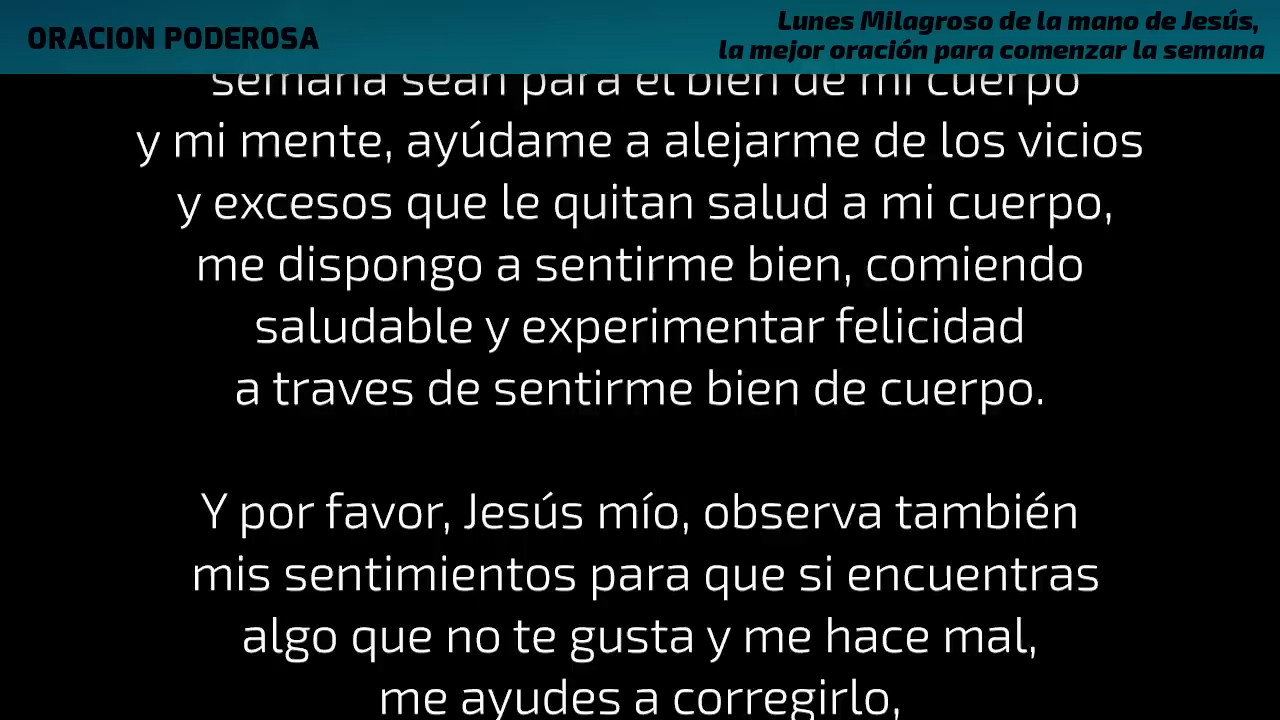 ORACION PODEROSA
Lunes Milagroso de la mano de Jesús,
la mejor oración para comenzar la semana
semana sean para el bien de mi cuerpo
y mi mente, ayúdame a alejarme de los vicios
y excesos que le quitan salud a mi cuerpo,
me dispongo a sentirme bien, comiendo
saludable y experimentar felicidad
a traves de sentirme bien de cuerpo.
Y por favor, Jesús mío, observa también
mis sentimientos para que si encuentras
algo que no te gusta y me hace mal,
me ayudes a corregirlo,